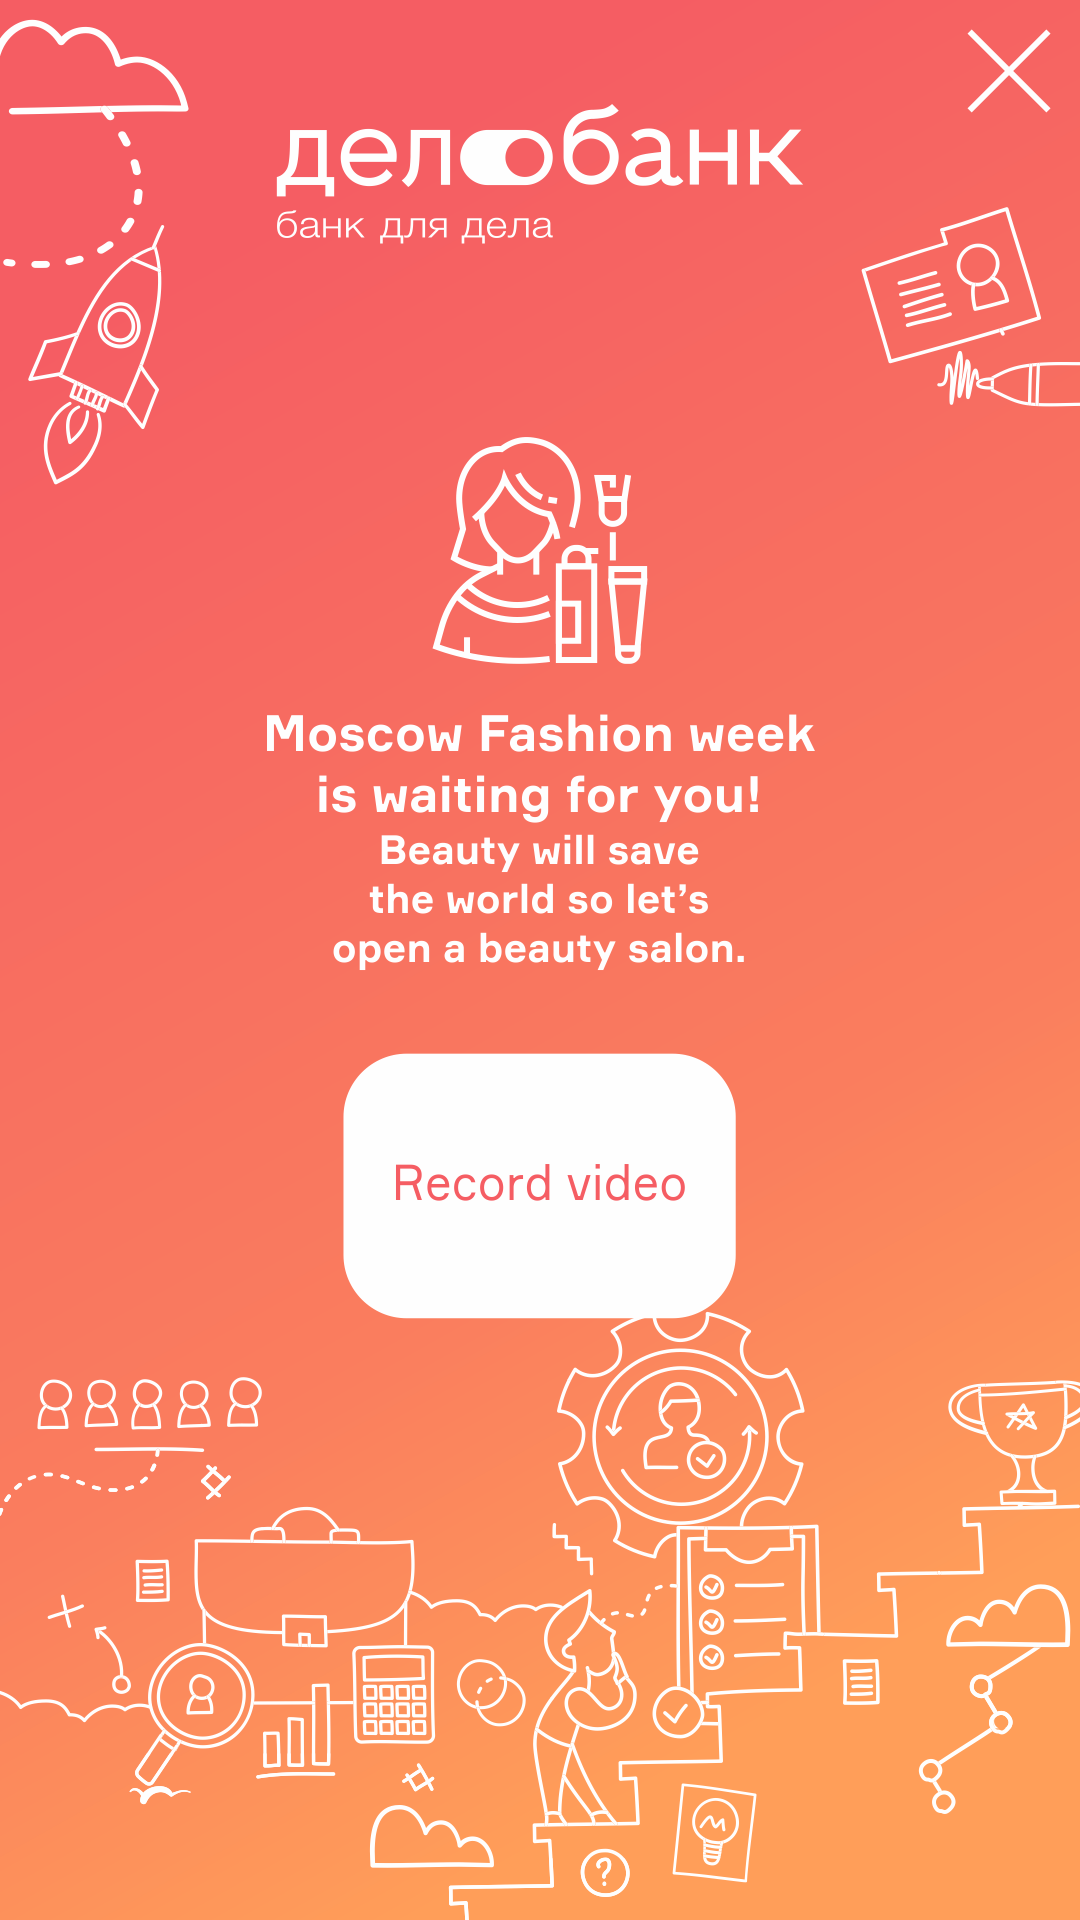 делобанк
банк для дела
Moscow Fashion week
is waiting for you!
Beauty will save
the world so let’s
open a beauty salon.
Record video
?